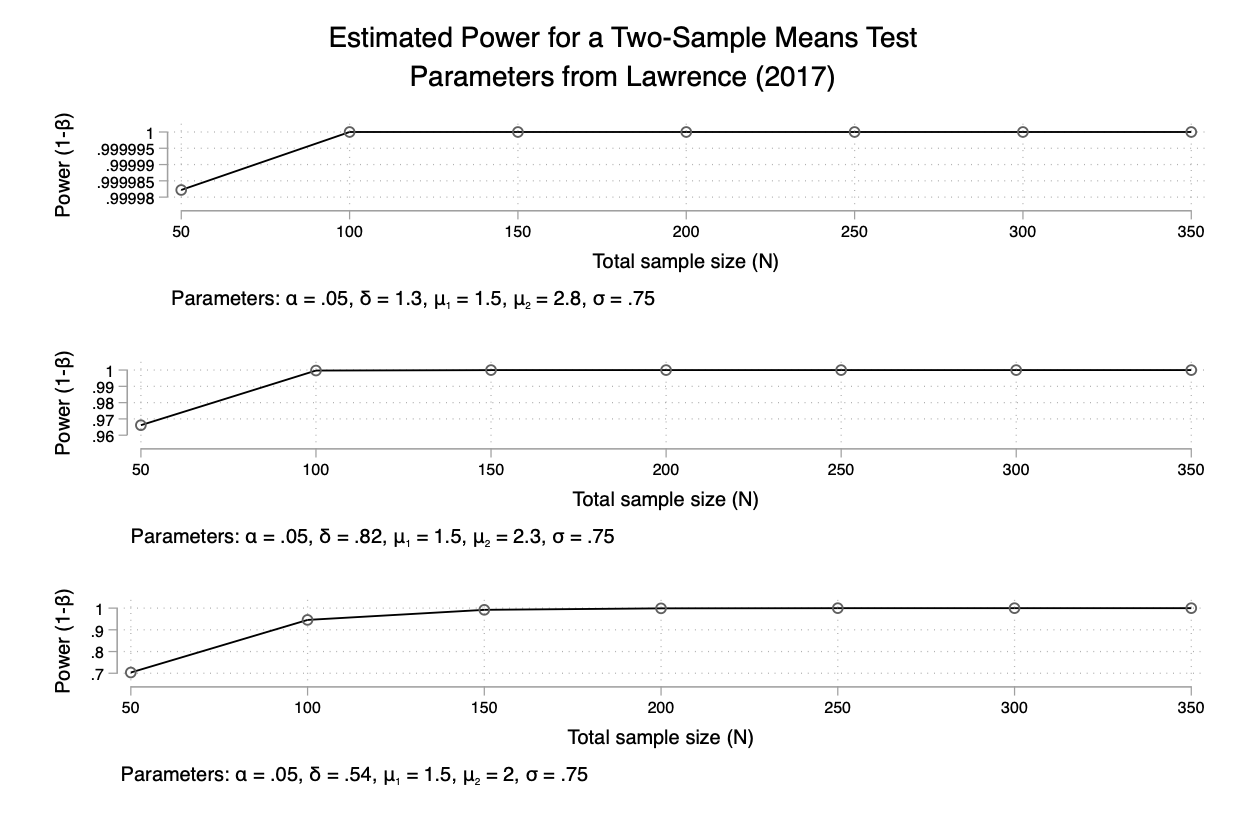 Estimated Power for a Two-Sample Means Test
Parameters from Lawrence (2017)
Power (1-β)
1
.999995
.99999
.999985
.99998
50 100 150 200 250 300 350
Total sample size (N)
Parameters: α = .05, δ = 1.3, μ₁ = 1.5, μ₂ = 2.8, σ = .75
Power (1-β)
1
.99
.98
.97
.96
50 100 150 200 250 300 350
Total sample size (N)
Parameters: α = .05, δ = .82, μ₁ = 1.5, μ₂ = 2.3, σ = .75
Power (1-β)
1
.9
.8
.7
50 100 150 200 250 300 350
Total sample size (N)
Parameters: α = .05, δ = .54, μ₁ = 1.5, μ₂ = 2, σ = .75